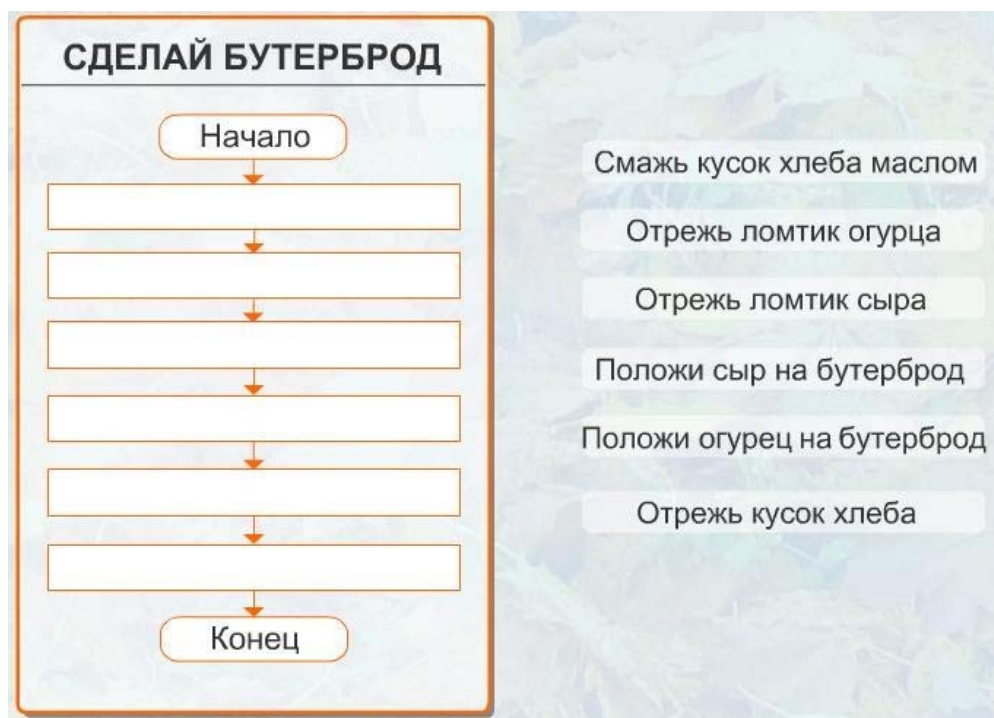 СДЕЛАЙ БУТЕРБРОД
Начало
Конец
Смажь кусок хлеба маслом
Отрежь ломтик огурца
Отрежь ломтик сыра
Положи сыр на бутерброд
Положи огурец на бутерброд
Отрежь кусок хлеба